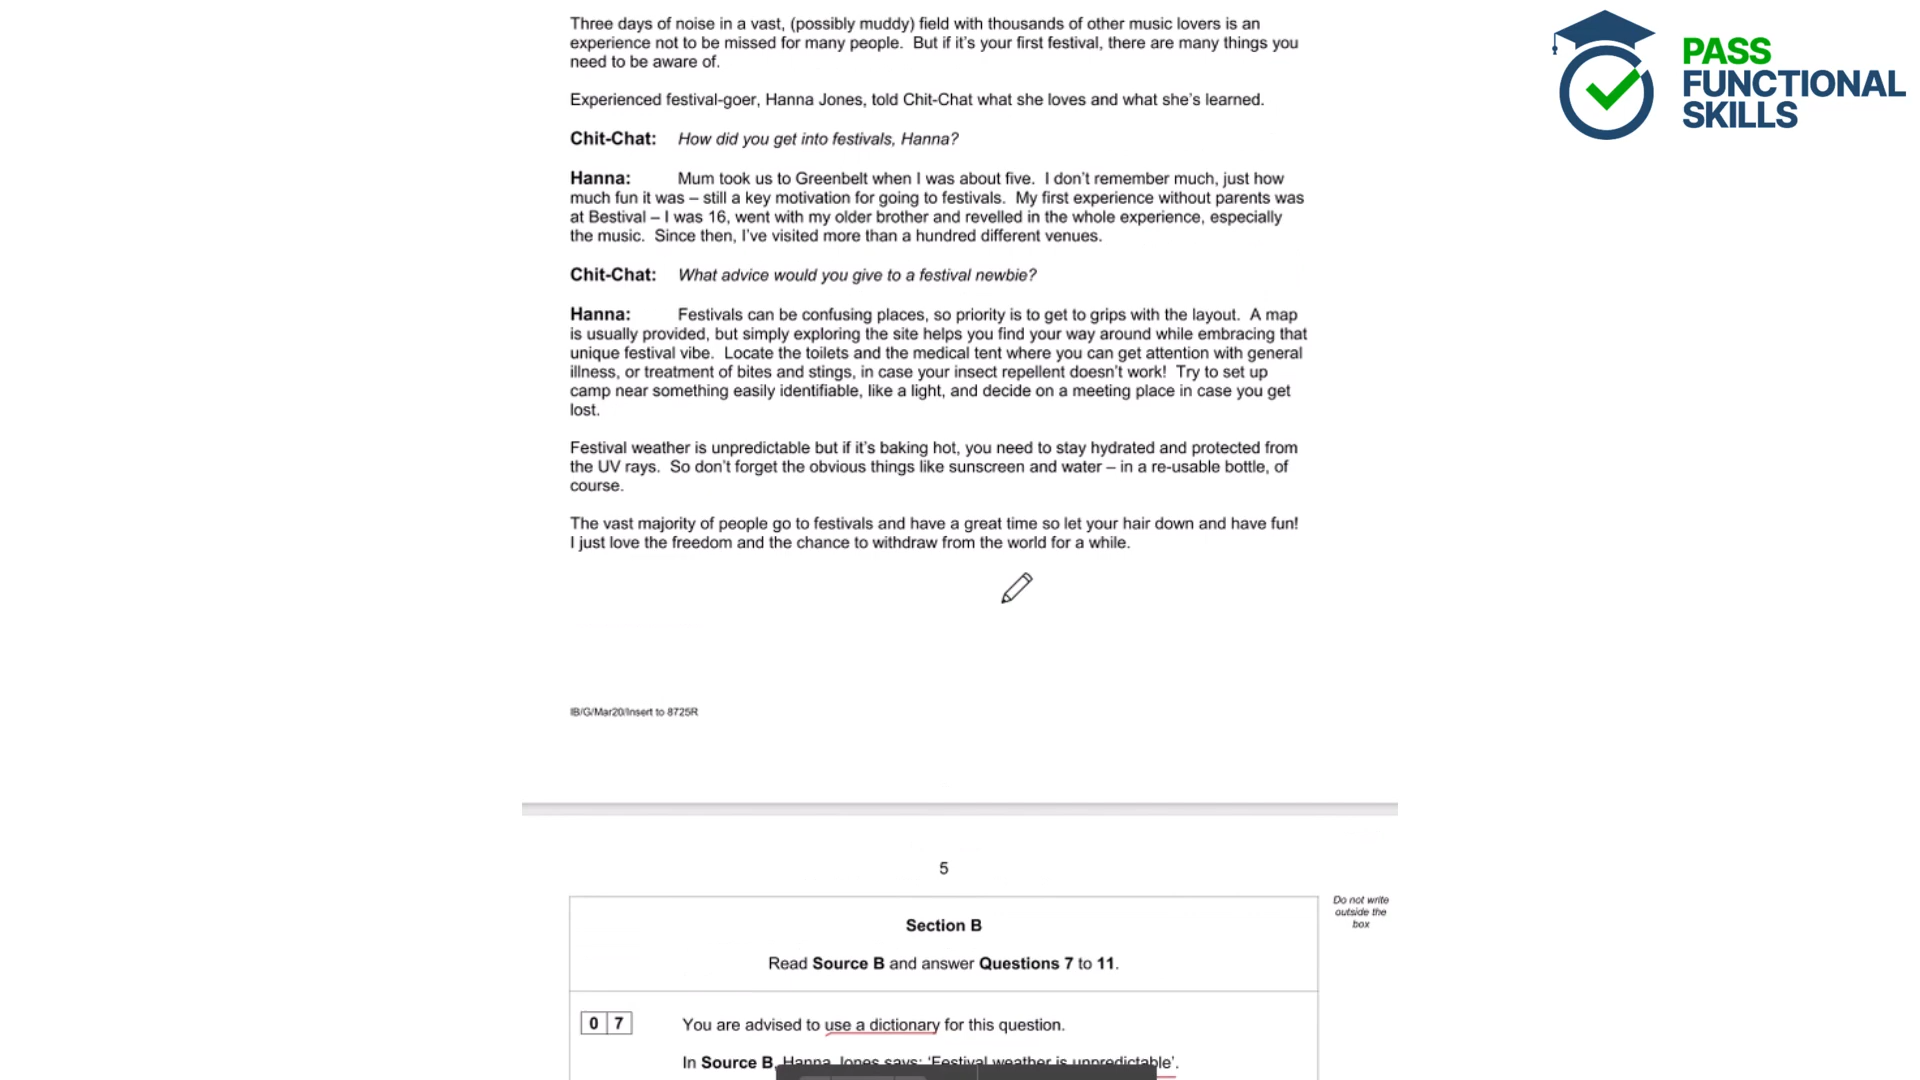 Three days of noise in a vast, (possibly muddy) field with thousands of other music lovers is an
experience not to be missed for many people.  But if it's your first festival, there are many things you
need to be aware of.
Experienced festival-goer, Hanna Jones, told Chit-Chat what she loves and what she's learned.
Chit-Chat: How did you get into festivals, Hanna?
Hanna: Mum took us to Greenbelt when I was about five.  I don't remember much, just how
much fun it was – still a key motivation for going to festivals.  My first experience without parents was
at Bestival – I was 16, went with my older brother and revelled in the whole experience, especially
the music.  Since then, I've visited more than a hundred different venues.
Chit-Chat: What advice would you give to a festival newbie?
Hanna: Festivals can be confusing places, so priority is to get to grips with the layout.  A map
is usually provided, but simply exploring the site helps you find your way around while embracing that
unique festival vibe.  Locate the toilets and the medical tent where you can get attention with general
illness, or treatment of bites and stings, in case your insect repellent doesn't work!  Try to set up
camp near something easily identifiable, like a light, and decide on a meeting place in case you get
lost.
Festival weather is unpredictable but if it's baking hot, you need to stay hydrated and protected from
the UV rays.  So don't forget the obvious things like sunscreen and water – in a re-usable bottle, of
course.
The vast majority of people go to festivals and have a great time so let your hair down and have fun!
I just love the freedom and the chance to withdraw from the world for a while.
IB/G/Mar20/Insert to 8725R
PASS
FUNCTIONAL
SKILLS
5
Do not write
outside the
box
Section B
Read Source B and answer Questions 7 to 11.
0 7 You are advised to use a dictionary for this question.
In Source B, Hanna Jones says: 'Festival weather is unpredictable'.